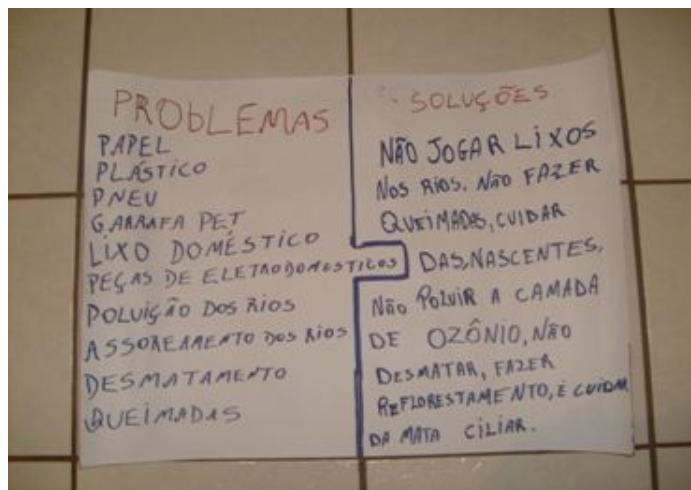 PROBLEMAS
PAPEL
PLÁSTICO
PNEU
GARRAFA PET
LIXO DOMÉSTICO
PEÇAS DE ELETRODOMESTICOS
POLUIÇÃO DOS RIOS
ASSOREAMENTO DOS RIOS
DESMATAMENTO
QUEIMADAS
SOLUÇÕES
NÃO JOGAR LIXOS
NOS RIOS, NÃO FAZER
QUEIMADAS, CUIDAR
DAS, NASCENTES,
NÃO POLUIR A CAMADA
DE OZÔNIO, NÃO
DESMATAR, FAZER
REFLORESTAMENTO, E CUIDAR
DA MATA CILIAR.